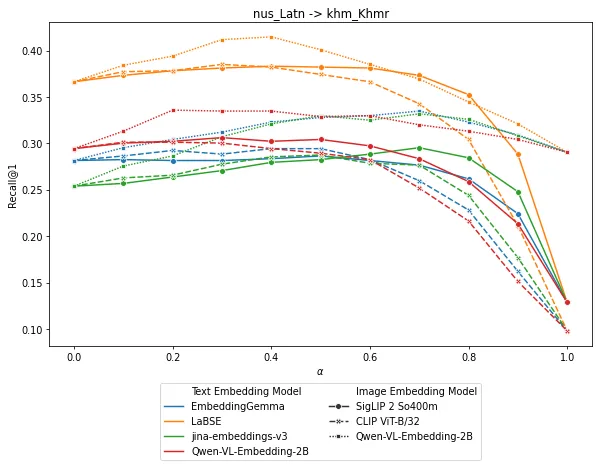 nus_Latn -> khm_Khmr
0.40
0.35
0.30
0.25
0.20
0.15
0.10
Recall@1
0.0 0.2 0.4 0.6 0.8 1.0
α
Text Embedding Model Image Embedding Model
EmbeddingGemma SigLIP 2 So400m
LaBSE CLIP ViT-B/32
jina-embeddings-v3 Qwen-VL-Embedding-2B
Qwen-VL-Embedding-2B